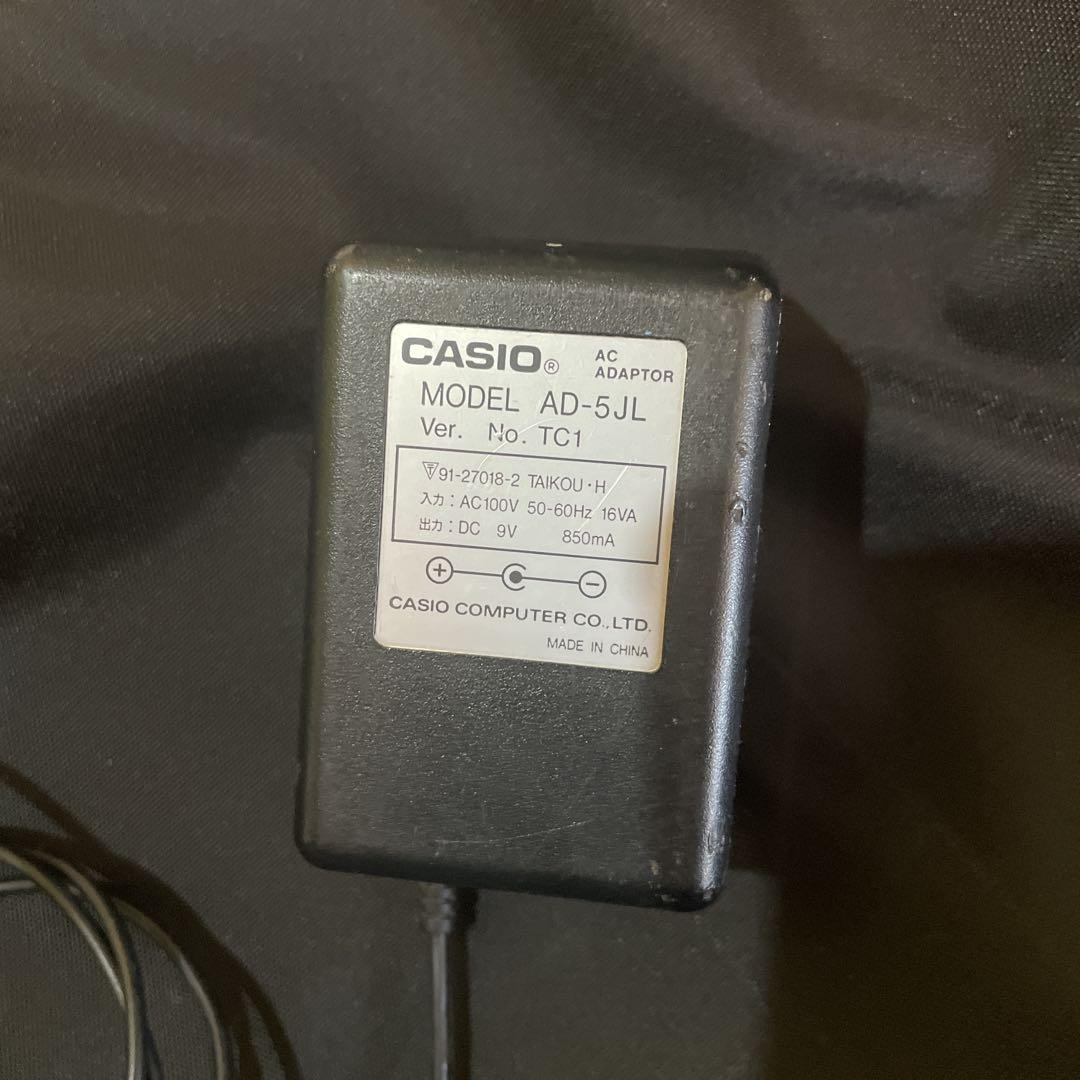 CASIO® AC ADAPTOR
MODEL AD-5JL
Ver. No. TC1
91-27018-2 TAIKOU・H
入力 : AC100V 50-60Hz 16VA
出力 : DC 9V 850mA
+ −
CASIO COMPUTER CO.,LTD.
MADE IN CHINA